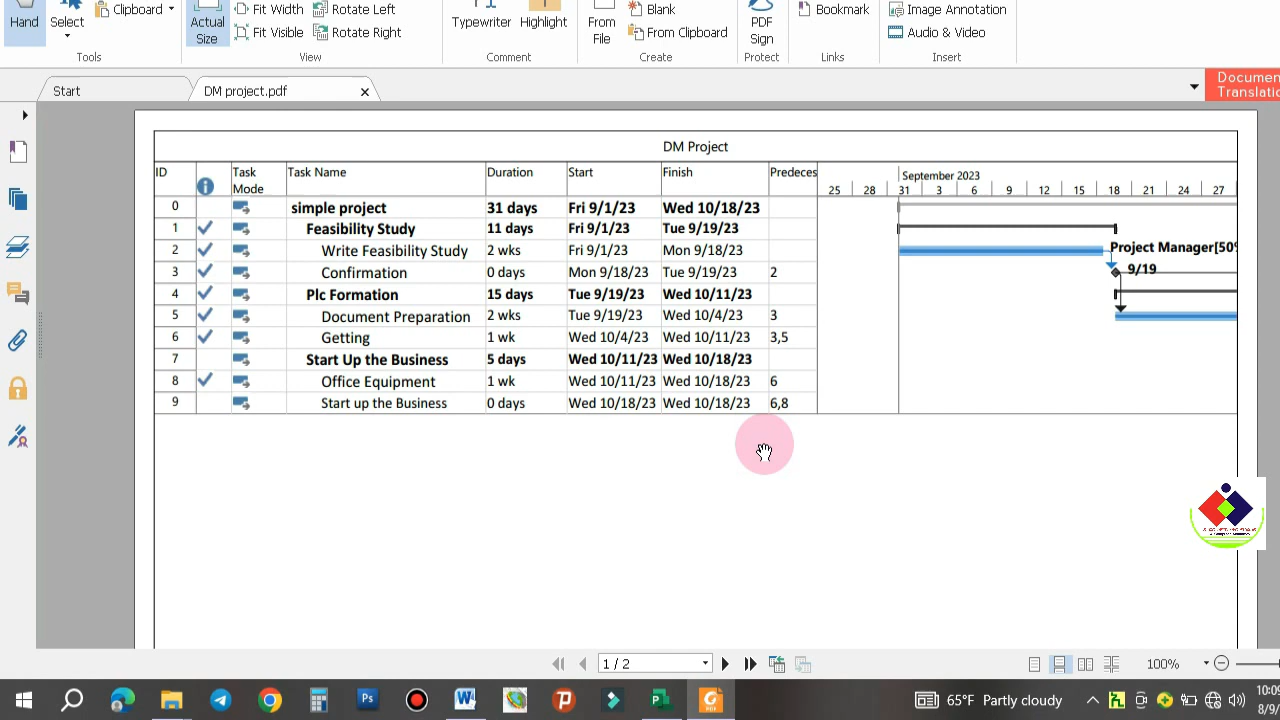 Hand
Select
Clipboard
Tools
Actual
Size
Fit Width
Rotate Left
Fit Visible
Rotate Right
View
Typewriter
Highlight
Comment
From
File
Blank
From Clipboard
Create
PDF
Sign
Protect
Bookmark
Links
Image Annotation
Audio & Video
Insert
Start
DM project.pdf
Documen
Translatio
DM Project
ID Task Mode Task Name Duration Start Finish Predeces
September 2023
25 28 31 3 6 9 12 15 18 21 24 27
0 simple project 31 days Fri 9/1/23 Wed 10/18/23
1 Feasibility Study 11 days Fri 9/1/23 Tue 9/19/23
2 Write Feasibility Study 2 wks Fri 9/1/23 Mon 9/18/23 Project Manager[50%
3 Confirmation 0 days Mon 9/18/23 Tue 9/19/23 2 9/19
4 Plc Formation 15 days Tue 9/19/23 Wed 10/11/23
5 Document Preparation 2 wks Tue 9/19/23 Wed 10/4/23 3
6 Getting 1 wk Wed 10/4/23 Wed 10/11/23 3,5
7 Start Up the Business 5 days Wed 10/11/23 Wed 10/18/23
8 Office Equipment 1 wk Wed 10/11/23 Wed 10/18/23 6
9 Start up the Business 0 days Wed 10/18/23 Wed 10/18/23 6,8
1 / 2
100%
65°F Partly cloudy
10:09
8/9/